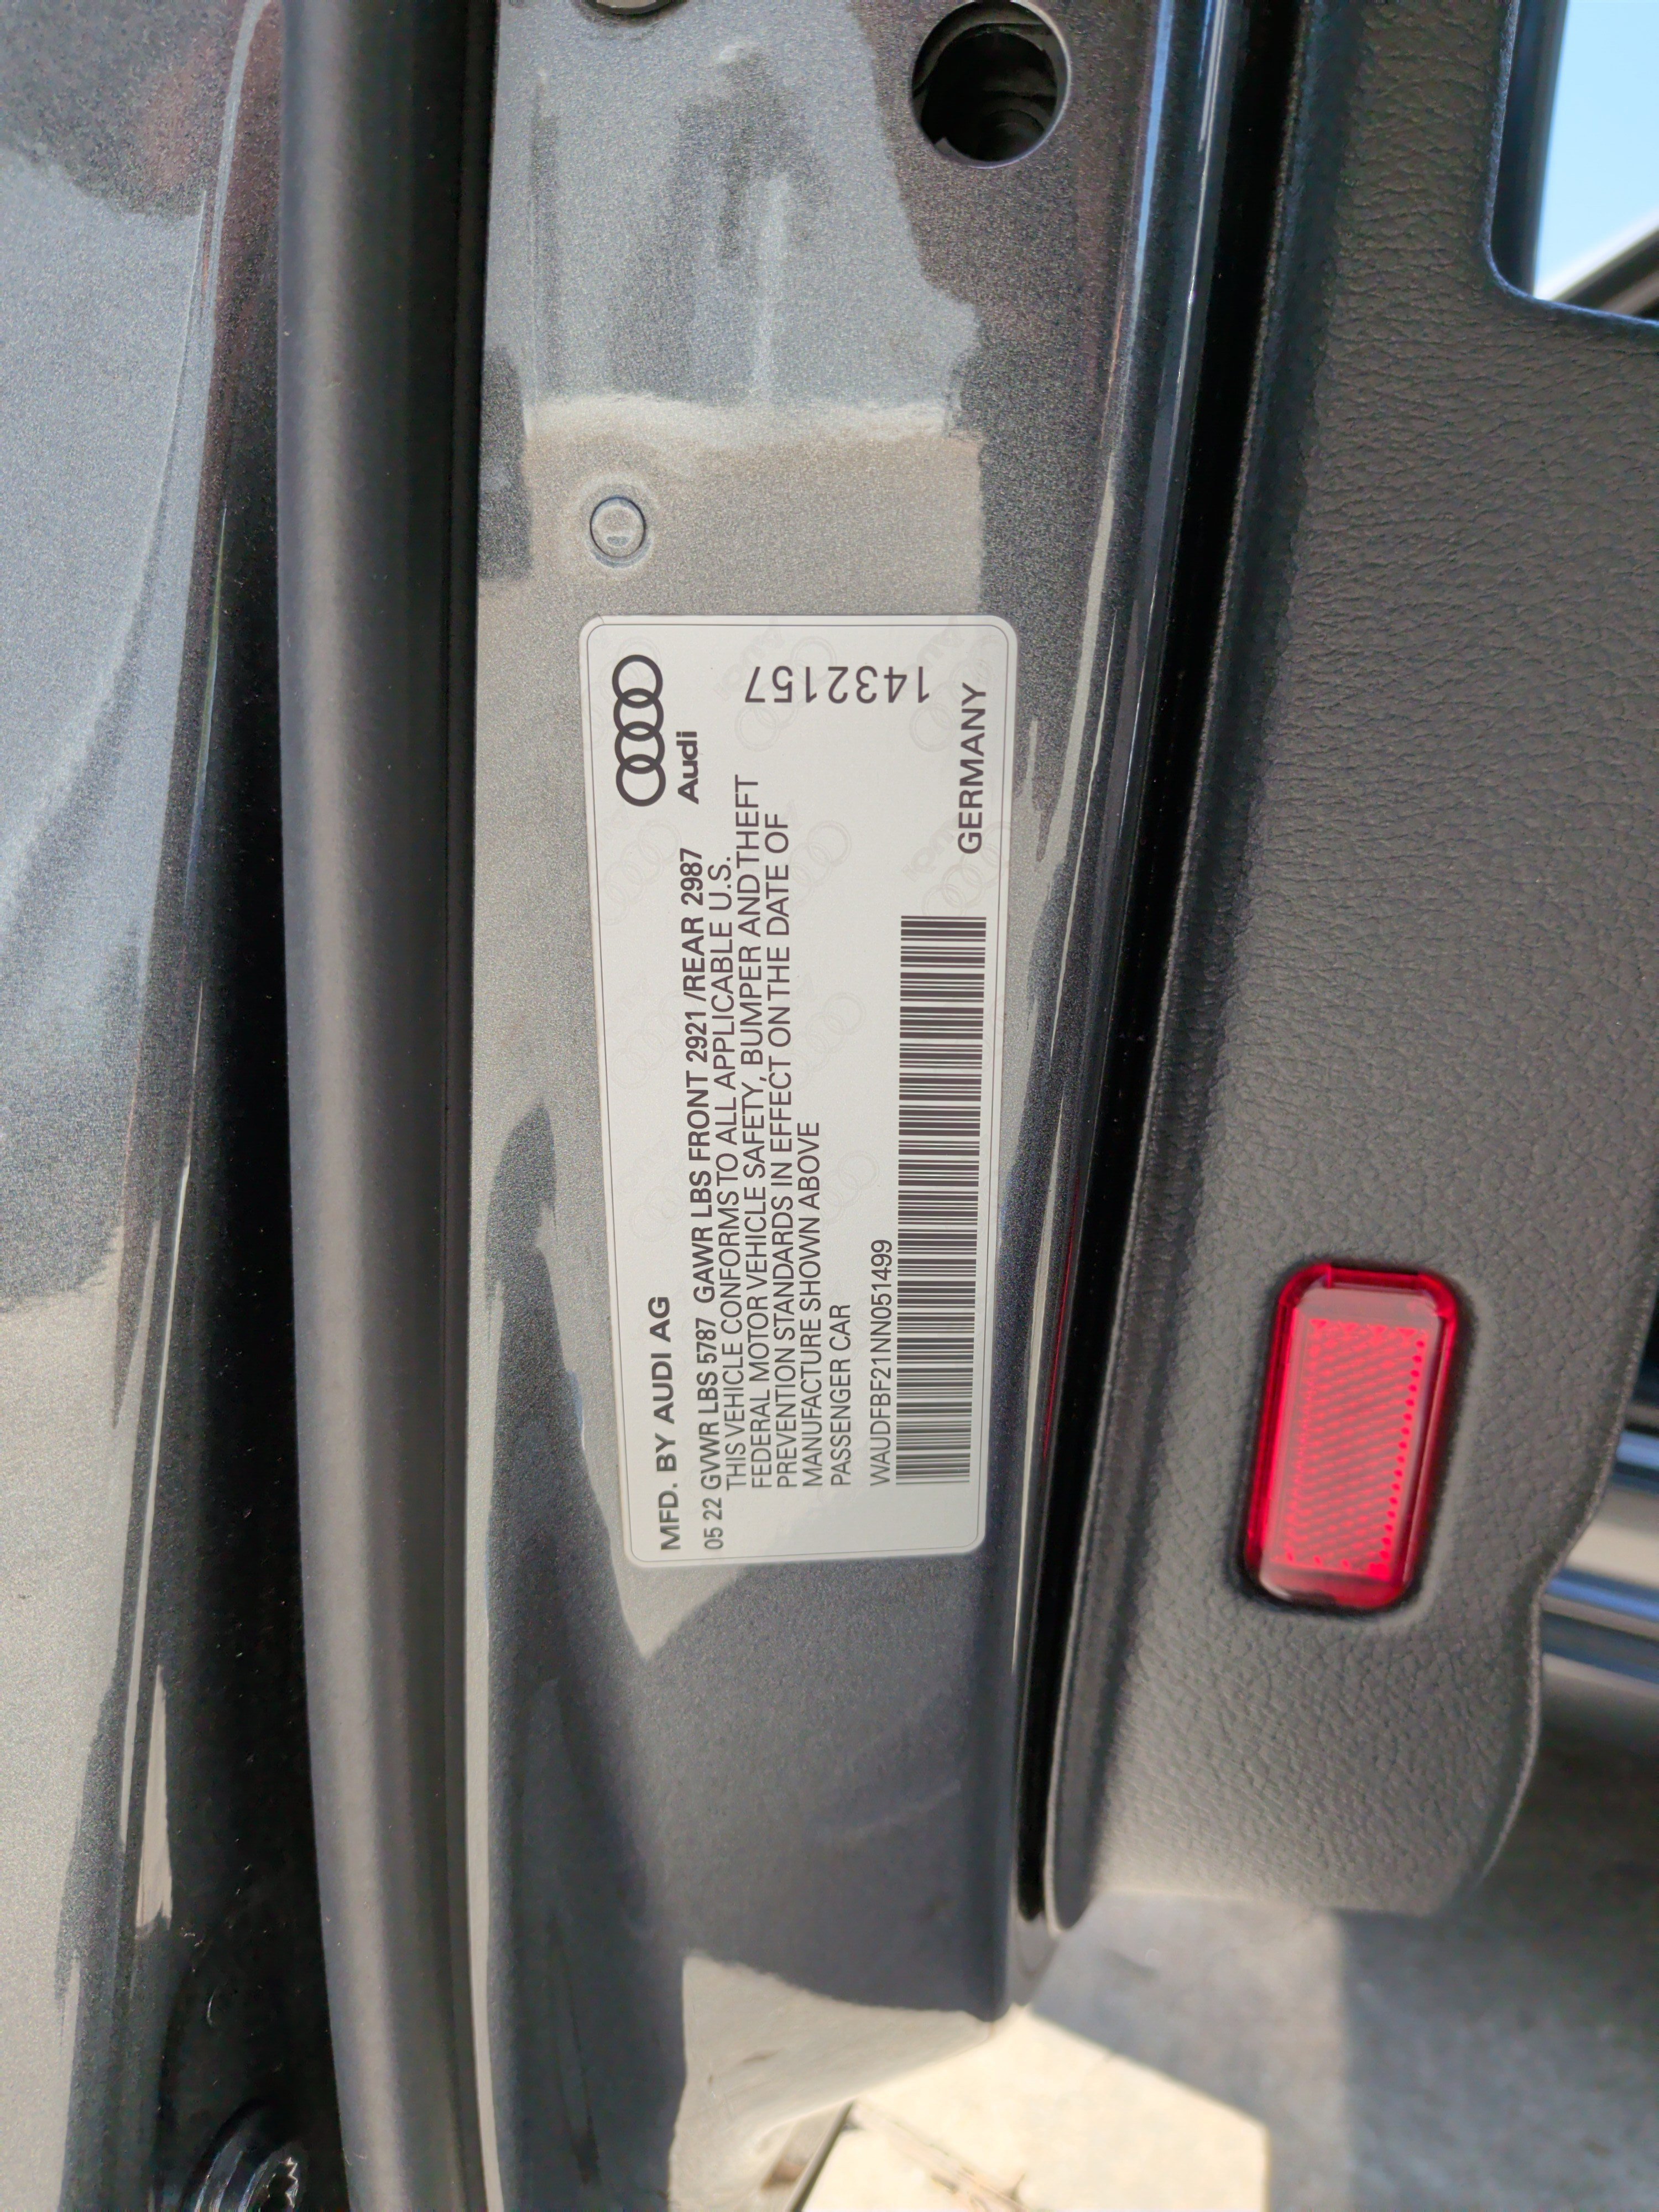 Audi
MFD. BY AUDI AG
05 22 GVWR LBS 5787 GAWR LBS FRONT 2921 /REAR 2987
THIS VEHICLE CONFORMS TO ALL APPLICABLE U.S.
FEDERAL MOTOR VEHICLE SAFETY, BUMPER AND THEFT
PREVENTION STANDARDS IN EFFECT ON THE DATE OF
MANUFACTURE SHOWN ABOVE
PASSENGER CAR
WAUDFBF21NN051499
GERMANY
1432157